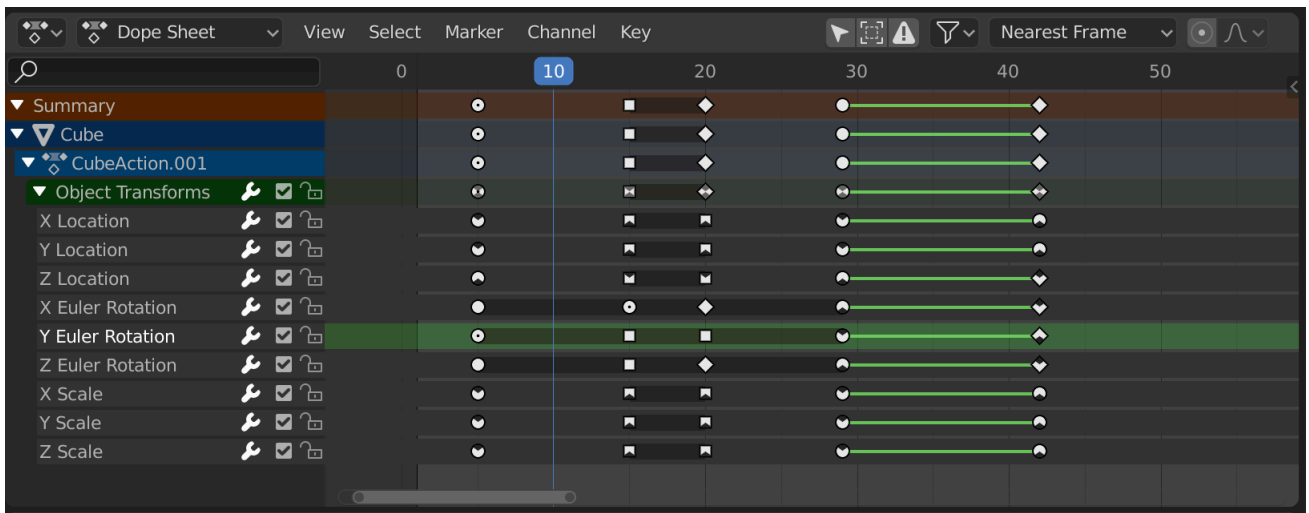 Dope Sheet View Select Marker Channel Key Nearest Frame
0 10 20 30 40 50
Summary
Cube
CubeAction.001
Object Transforms
X Location
Y Location
Z Location
X Euler Rotation
Y Euler Rotation
Z Euler Rotation
X Scale
Y Scale
Z Scale